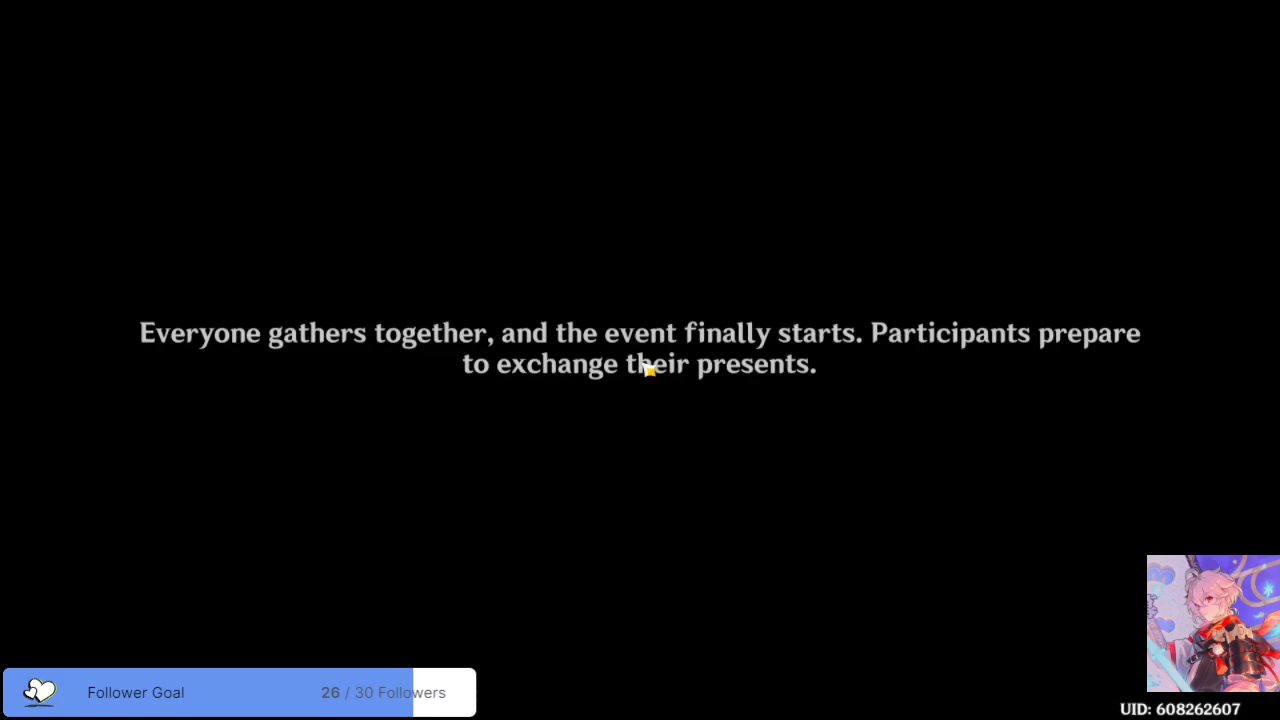 Everyone gathers together, and the event finally starts. Participants prepare
to exchange their presents.
Follower Goal 26 / 30 Followers
UID: 608262607